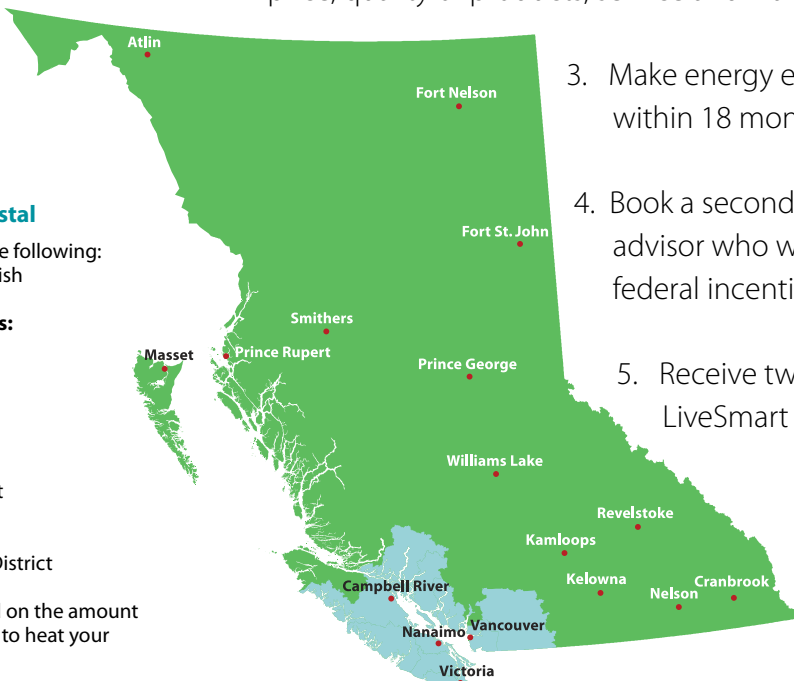 3. Make energy e
within 18 mon
4. Book a second
advisor who w
federal incenti
5. Receive tw
LiveSmart
stal
e following:
ish
s:
t
District
on the amount
to heat your
Atlin
Fort Nelson
Fort St. John
Smithers
Masset
Prince Rupert
Prince George
Williams Lake
Revelstoke
Kamloops
Kelowna
Nelson
Cranbrook
Campbell River
Vancouver
Nanaimo
Victoria